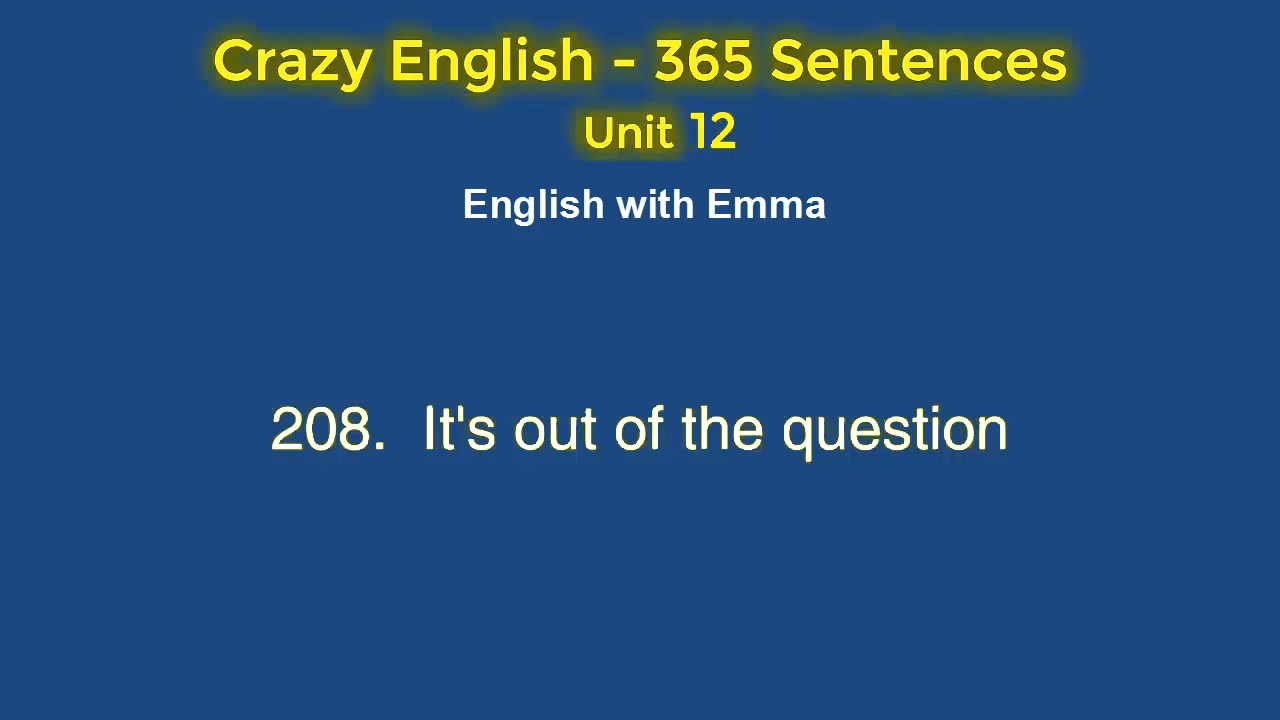 Crazy English - 365 Sentences
Unit 12
English with Emma
208. It's out of the question